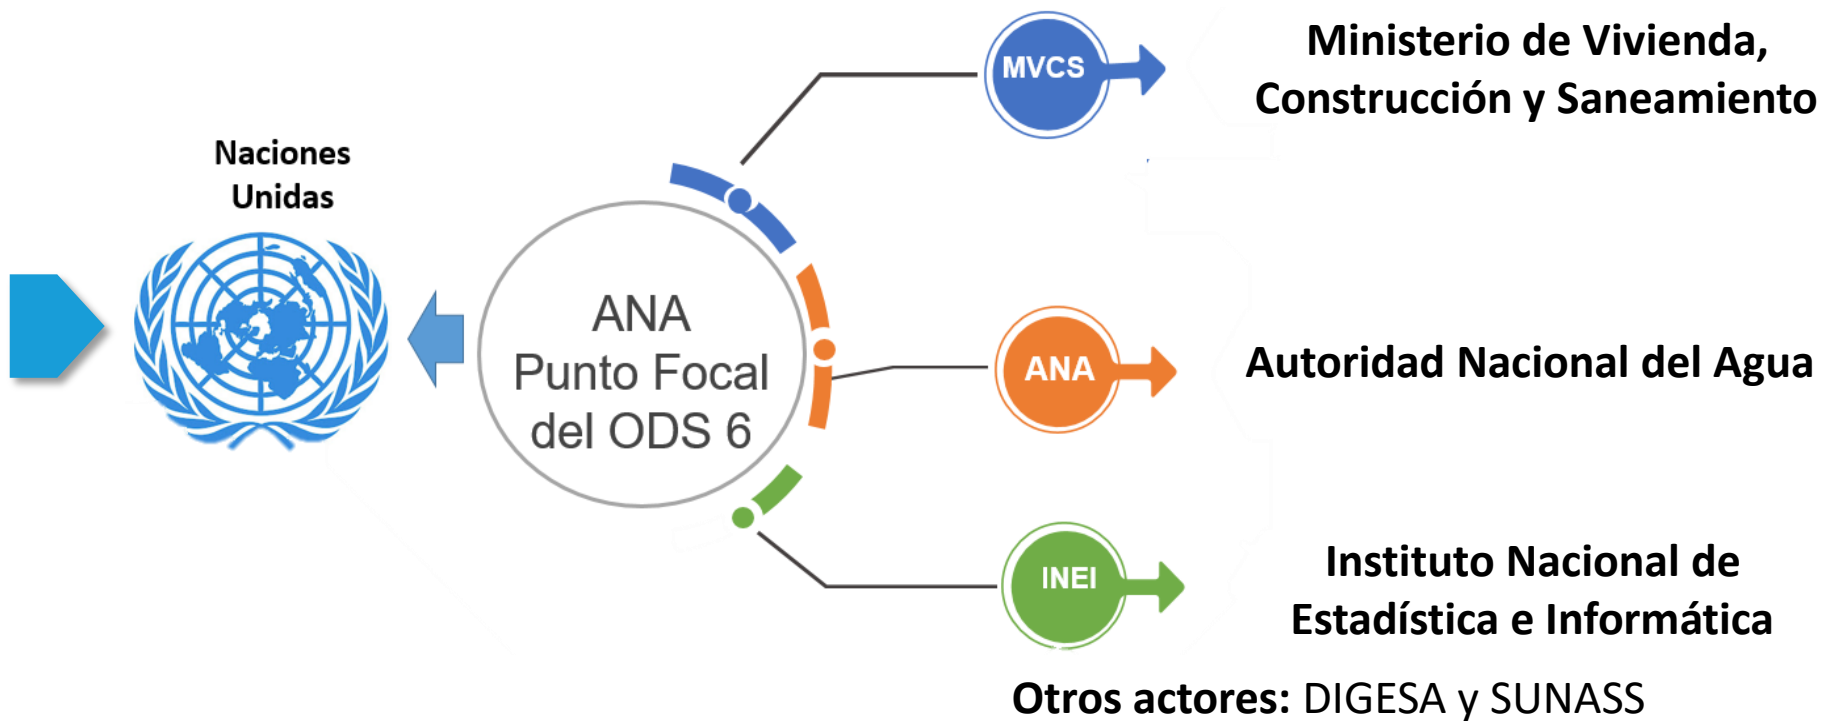 Naciones
Unidas
ANA
Punto Focal
del ODS 6
MVCS
Ministerio de Vivienda,
Construcción y Saneamiento
ANA
Autoridad Nacional del Agua
INEI
Instituto Nacional de
Estadística e Informática
Otros actores: DIGESA y SUNASS